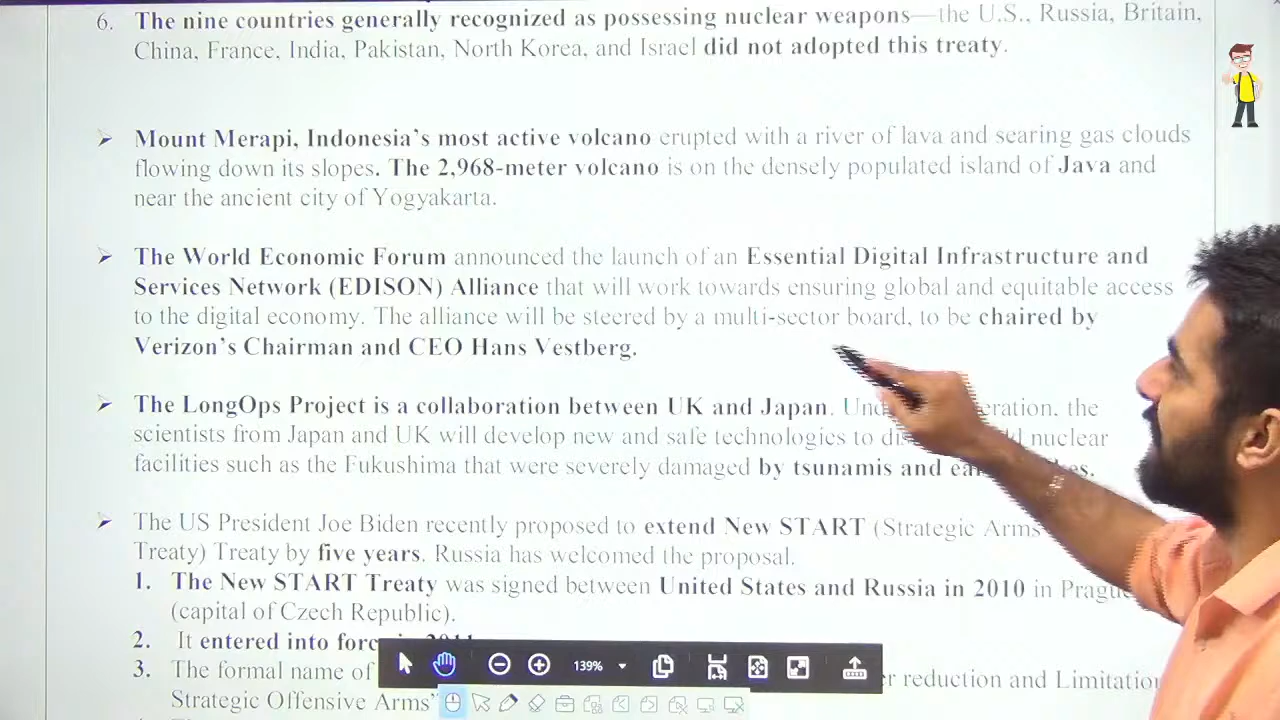 6. The nine countries generally recognized as possessing nuclear weapons—the U.S., Russia, Britain,
China, France, India, Pakistan, North Korea, and Israel did not adopted this treaty.
➢ Mount Merapi, Indonesia’s most active volcano erupted with a river of lava and searing gas clouds
flowing down its slopes. The 2,968-meter volcano is on the densely populated island of Java and
near the ancient city of Yogyakarta.
➢ The World Economic Forum announced the launch of an Essential Digital Infrastructure and
Services Network (EDISON) Alliance that will work towards ensuring global and equitable access
to the digital economy. The alliance will be steered by a multi-sector board, to be chaired by
Verizon’s Chairman and CEO Hans Vestberg.
➢ The LongOps Project is a collaboration between UK and Japan. the
scientists from Japan and UK will develop new and safe technologies to nuclear
facilities such as the Fukushima that were severely damaged by tsunamis and
➢ The US President Joe Biden recently proposed to extend New START (Strategic Arms
Treaty) Treaty by five years. Russia has welcomed the proposal.
1. The New START Treaty was signed between United States and Russia in 2010 in Prague
(capital of Czech Republic).
2. It entered into force in 2011
3. The formal name of reduction and Limitation
Strategic Offensive Arms”
139%